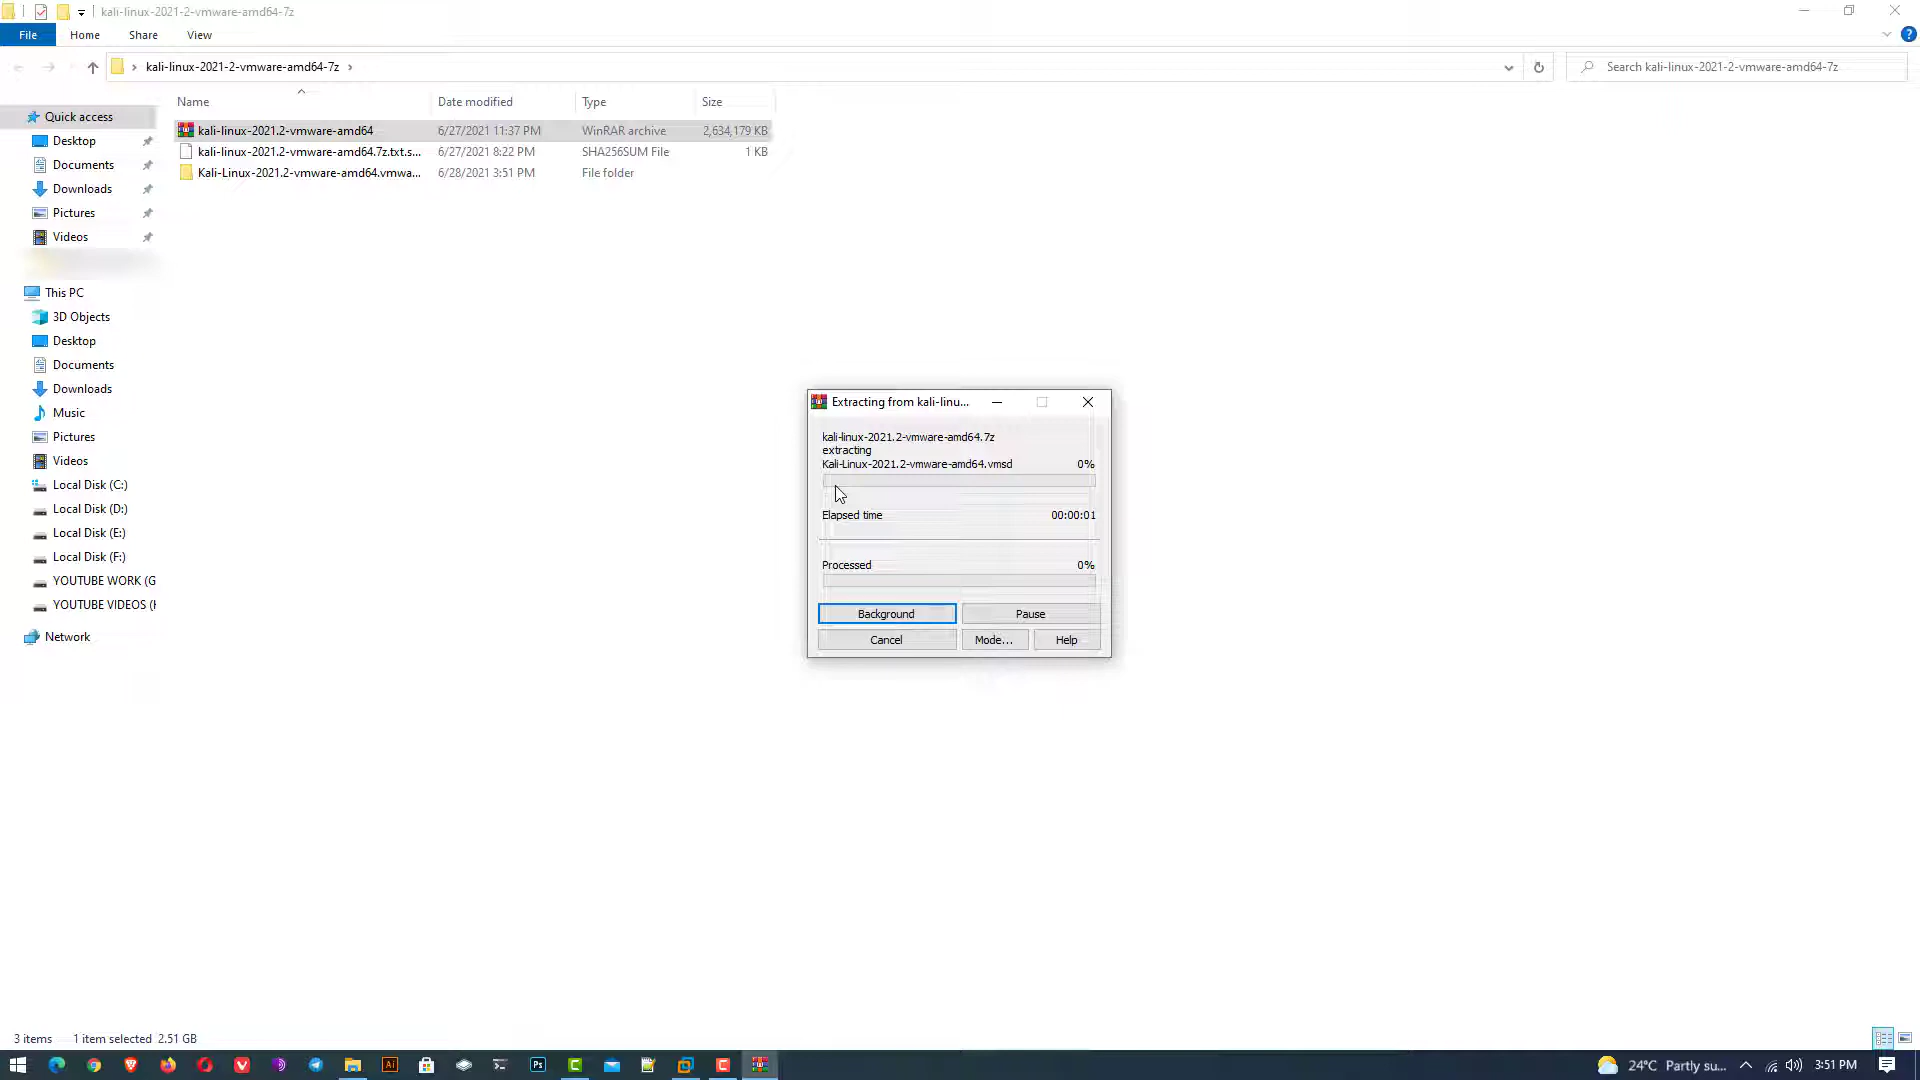 kali-linux-2021-2-vmware-amd64-7z
File Home Share View
kali-linux-2021-2-vmware-amd64-7z
Search kali-linux-2021-2-vmware-amd64-7z
Name Date modified Type Size
kali-linux-2021.2-vmware-amd64 6/27/2021 11:37 PM WinRAR archive 2,634,179 KB
kali-linux-2021.2-vmware-amd64.7z.txt.s... 6/27/2021 8:22 PM SHA256SUM File 1 KB
Kali-Linux-2021.2-vmware-amd64.vmwa... 6/28/2021 3:51 PM File folder
Quick access
Desktop
Documents
Downloads
Pictures
Videos
This PC
3D Objects
Desktop
Documents
Downloads
Music
Pictures
Videos
Local Disk (C:)
Local Disk (D:)
Local Disk (E:)
Local Disk (F:)
YOUTUBE WORK (G
YOUTUBE VIDEOS (H
Network
Extracting from kali-linu...
kali-linux-2021.2-vmware-amd64.7z
extracting
Kali-Linux-2021.2-vmware-amd64.vmsd 0%
Elapsed time 00:00:01
Processed 0%
Background Pause
Cancel Mode... Help
3 items 1 item selected 2.51 GB
Ai Ps 24°C Partly su... 3:51 PM